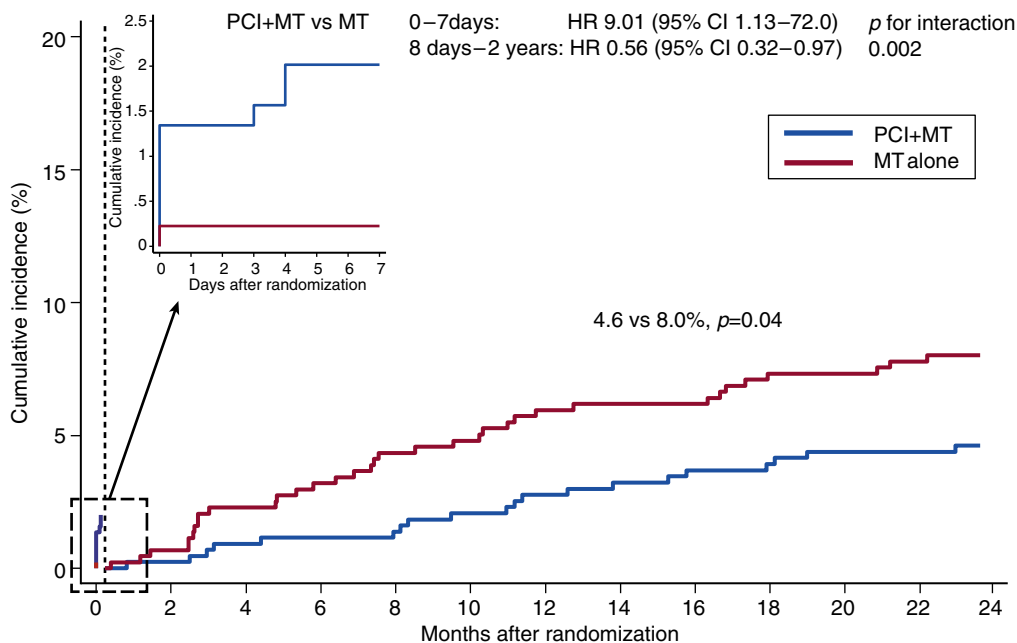 PCI+MT vs MT
0–7days: HR 9.01 (95% CI 1.13–72.0) p for interaction
8 days–2 years: HR 0.56 (95% CI 0.32–0.97) 0.002
Cumulative incidence (%)
2.5
2
1.5
1
.5
0
0 1 2 3 4 5 6 7
Days after randomization
PCI+MT
MT alone
4.6 vs 8.0%, p=0.04
Cumulative incidence (%)
20
15
10
5
0
0 2 4 6 8 10 12 14 16 18 20 22 24
Months after randomization